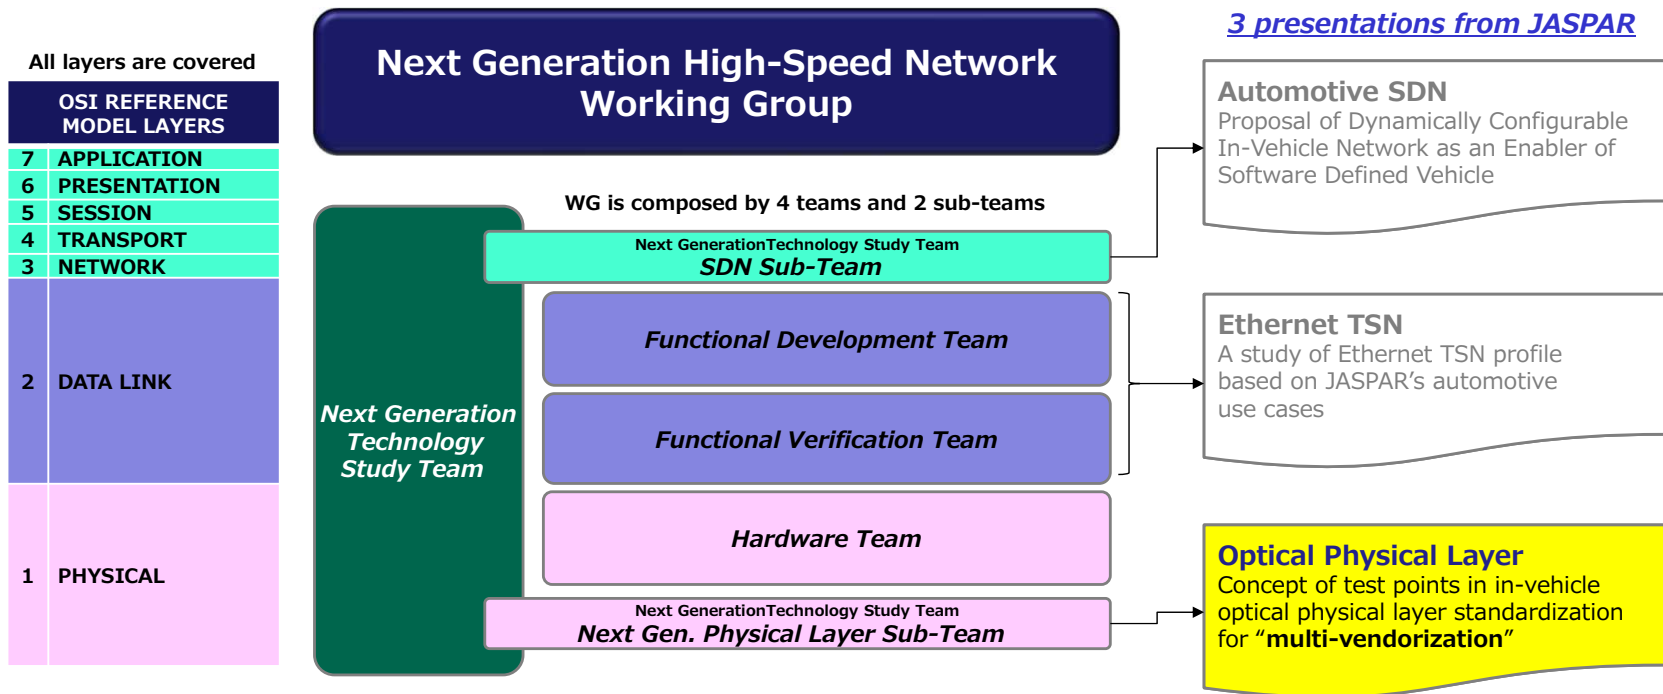 3 presentations from JASPAR
All layers are covered
OSI REFERENCE
MODEL LAYERS
7 APPLICATION
6 PRESENTATION
5 SESSION
4 TRANSPORT
3 NETWORK
2 DATA LINK
1 PHYSICAL
Next Generation High-Speed Network
Working Group
WG is composed by 4 teams and 2 sub-teams
Next Generation
Technology
Study Team
Next GenerationTechnology Study Team
SDN Sub-Team
Functional Development Team
Functional Verification Team
Hardware Team
Next GenerationTechnology Study Team
Next Gen. Physical Layer Sub-Team
Automotive SDN
Proposal of Dynamically Configurable
In-Vehicle Network as an Enabler of
Software Defined Vehicle
Ethernet TSN
A study of Ethernet TSN profile
based on JASPAR’s automotive
use cases
Optical Physical Layer
Concept of test points in in-vehicle
optical physical layer standardization
for “multi-vendorization”